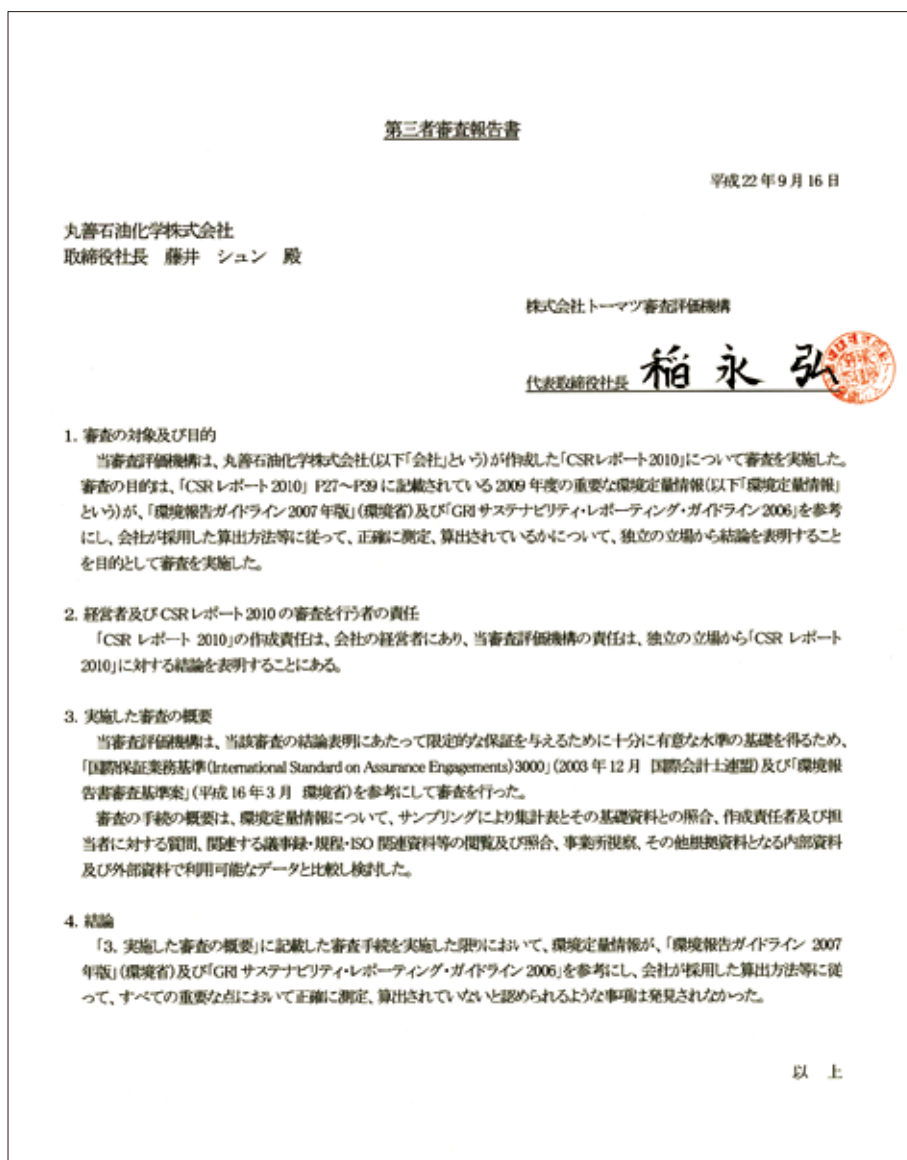 第三者審査報告書
平成22年9月16日
丸善石油化学株式会社
取締役社長　藤井　シュン　殿
株式会社トーマツ審査評価機構
代表取締役社長　稲永弘
1. 審査の対象及び目的
当審査評価機構は、丸善石油化学株式会社(以下「会社」という)が作成した「CSRレポート2010」について審査を実施した。
審査の目的は、「CSRレポート2010」 P27～P39 に記載されている 2009 年度の重要な環境定量情報(以下「環境定量情報」
という)が、「環境報告ガイドライン2007年版」(環境省)及び「GRIサステナビリティ・レポーティング・ガイドライン2006」を参考
にし、会社が採用した算出方法等に従って、正確に測定、算出されているかについて、独立の立場から結論を表明すること
を目的として審査を実施した。
2. 経営者及びCSRレポート2010の審査を行う者の責任
「CSR レポート 2010」の作成責任は、会社の経営者にあり、当審査評価機構の責任は、独立の立場から「CSR レポート
2010」に対する結論を表明することにある。
3. 実施した審査の概要
当審査評価機構は、当該審査の結論表明にあたって限定的な保証を与えるために十分に有意な水準の基礎を得るため、
「国際保証業務基準(International Standard on Assurance Engagements)3000」(2003年12月　国際会計士連盟)及び「環境報
告書審査基準案」(平成16年3月　環境省)を参考にして審査を行った。
審査の手続の概要は、環境定量情報について、サンプリングにより集計表とその基礎資料との照合、作成責任者及び担
当者に対する質問、関連する議事録・規程・ISO 関連資料等の閲覧及び照合、事業所視察、その他根拠資料となる内部資料
及び外部資料で利用可能なデータと比較し検討した。
4. 結論
「3. 実施した審査の概要」に記載した審査手続を実施した限りにおいて、環境定量情報が、「環境報告ガイドライン 2007
年版」(環境省)及び「GRI サステナビリティ・レポーティング・ガイドライン 2006」を参考にし、会社が採用した算出方法等に従
って、すべての重要な点において正確に測定、算出されていないと認められるような事項は発見されなかった。
以　上